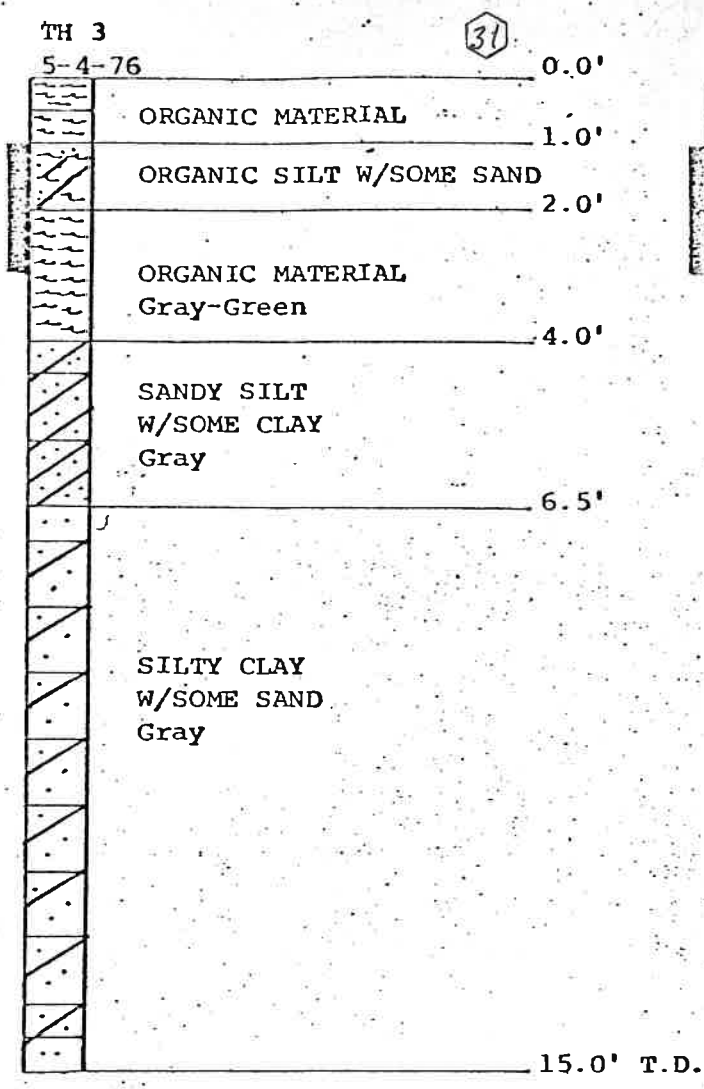 TH 3
31
5-4-76
0.0'
ORGANIC MATERIAL
1.0'
ORGANIC SILT W/SOME SAND
2.0'
ORGANIC MATERIAL
Gray-Green
4.0'
SANDY SILT
W/SOME CLAY
Gray
6.5'
SILTY CLAY
W/SOME SAND
Gray
15.0' T.D.